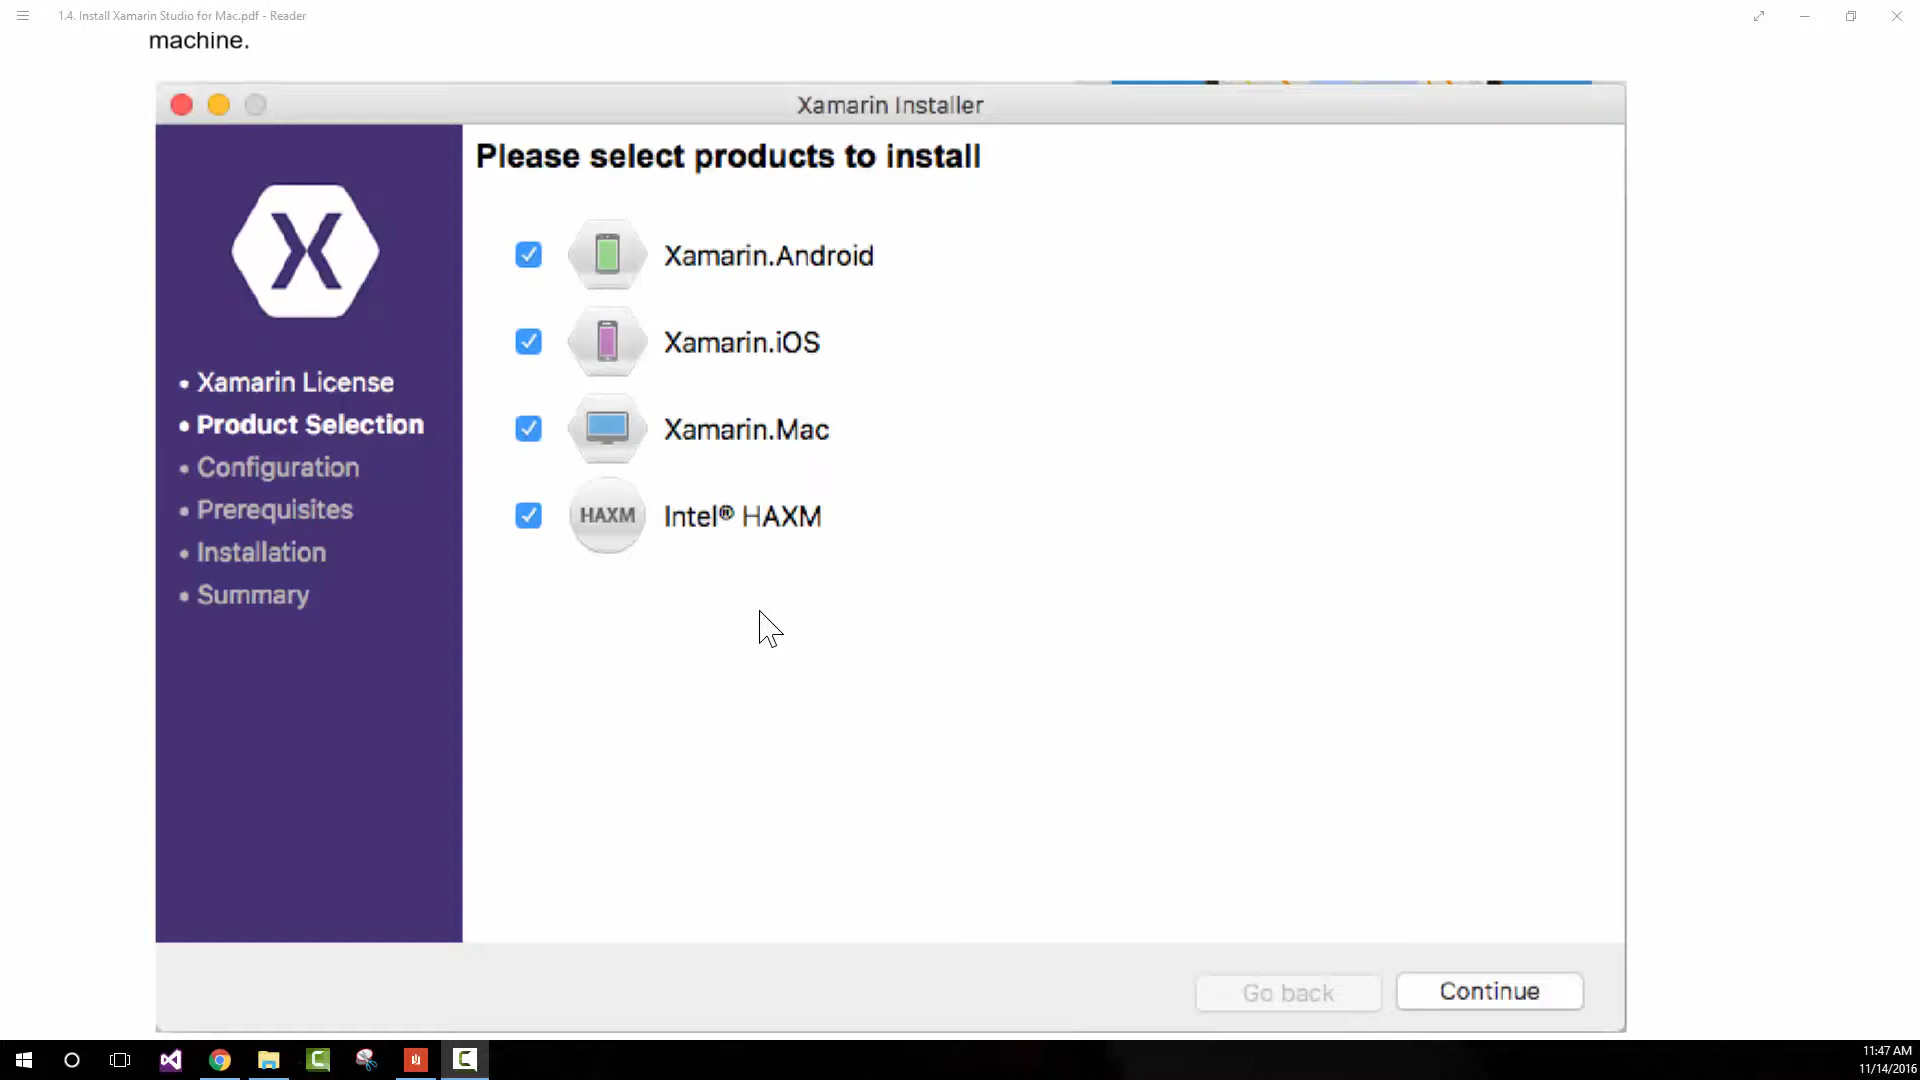 1.4. Install Xamarin Studio for Mac.pdf - Reader
machine.
Xamarin Installer
Please select products to install
Xamarin.Android
Xamarin.iOS
Xamarin.Mac
HAXM Intel® HAXM
• Xamarin License
• Product Selection
• Configuration
• Prerequisites
• Installation
• Summary
Go back Continue
11:47 AM
11/14/2016